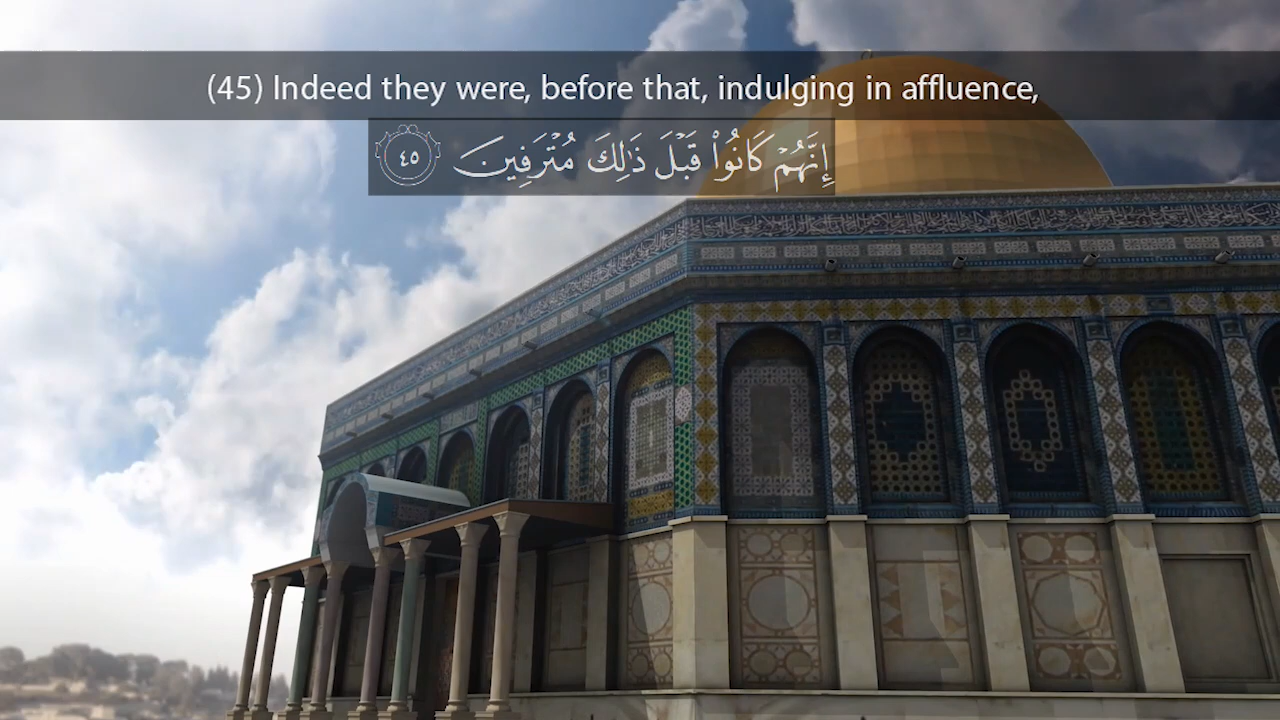 (45) Indeed they were, before that, indulging in affluence,
إِنَّهُمْ كَانُوا۟ قَبْلَ ذَٰلِكَ مُتْرَفِينَ ٤٥